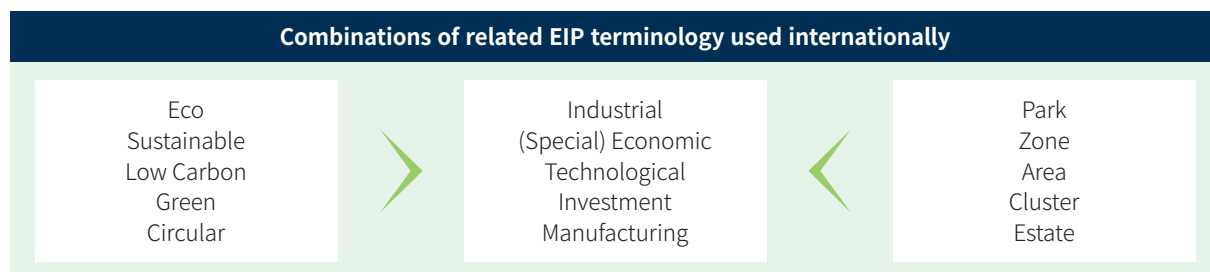 Combinations of related EIP terminology used internationally
Eco
Sustainable
Low Carbon
Green
Circular
Industrial
(Special) Economic
Technological
Investment
Manufacturing
Park
Zone
Area
Cluster
Estate